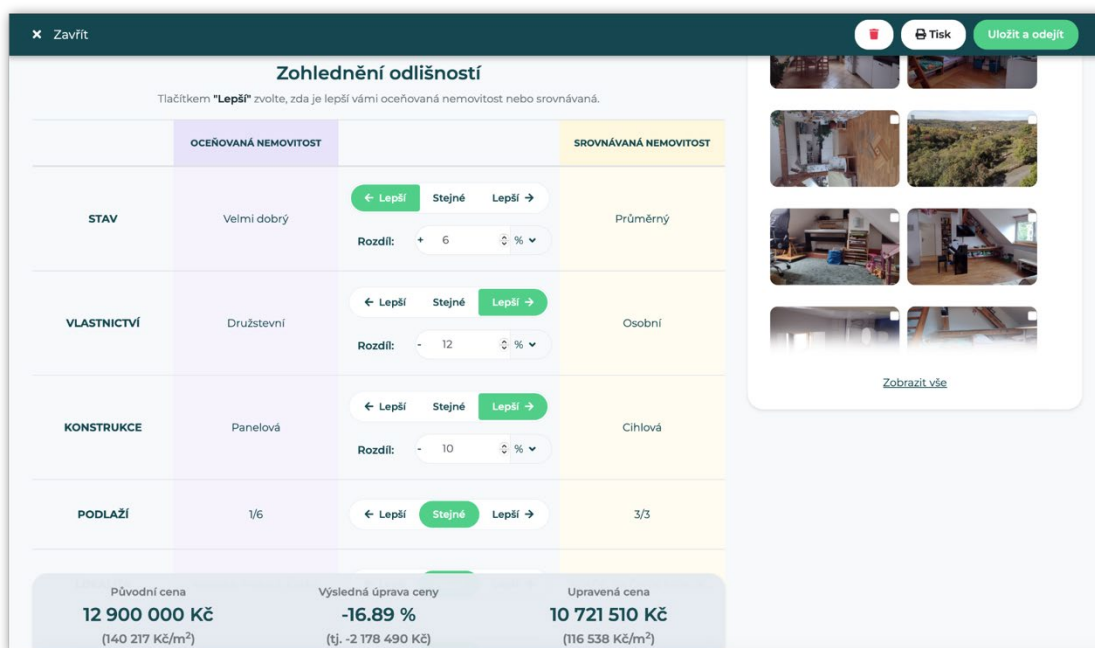 × Zavřít
Tisk
Uložit a odejít
Zohlednění odlišností
Tlačítkem "Lepší" zvolte, zda je lepší vámi oceňovaná nemovitost nebo srovnávaná.
OCEŇOVANÁ NEMOVITOST SROVNÁVANÁ NEMOVITOST
← Lepší Stejné Lepší →
STAV Velmi dobrý Průměrný
Rozdíl: + 6 %
← Lepší Stejné Lepší →
VLASTNICTVÍ Družstevní Osobní
Rozdíl: - 12 %
← Lepší Stejné Lepší →
KONSTRUKCE Panelová Cihlová
Rozdíl: - 10 %
PODLAŽÍ 1/6 ← Lepší Stejné Lepší → 3/3
Původní cena Výsledná úprava ceny Upravená cena
12 900 000 Kč -16.89 % 10 721 510 Kč
(140 217 Kč/m²) (tj. -2 178 490 Kč) (116 538 Kč/m²)
Zobrazit vše